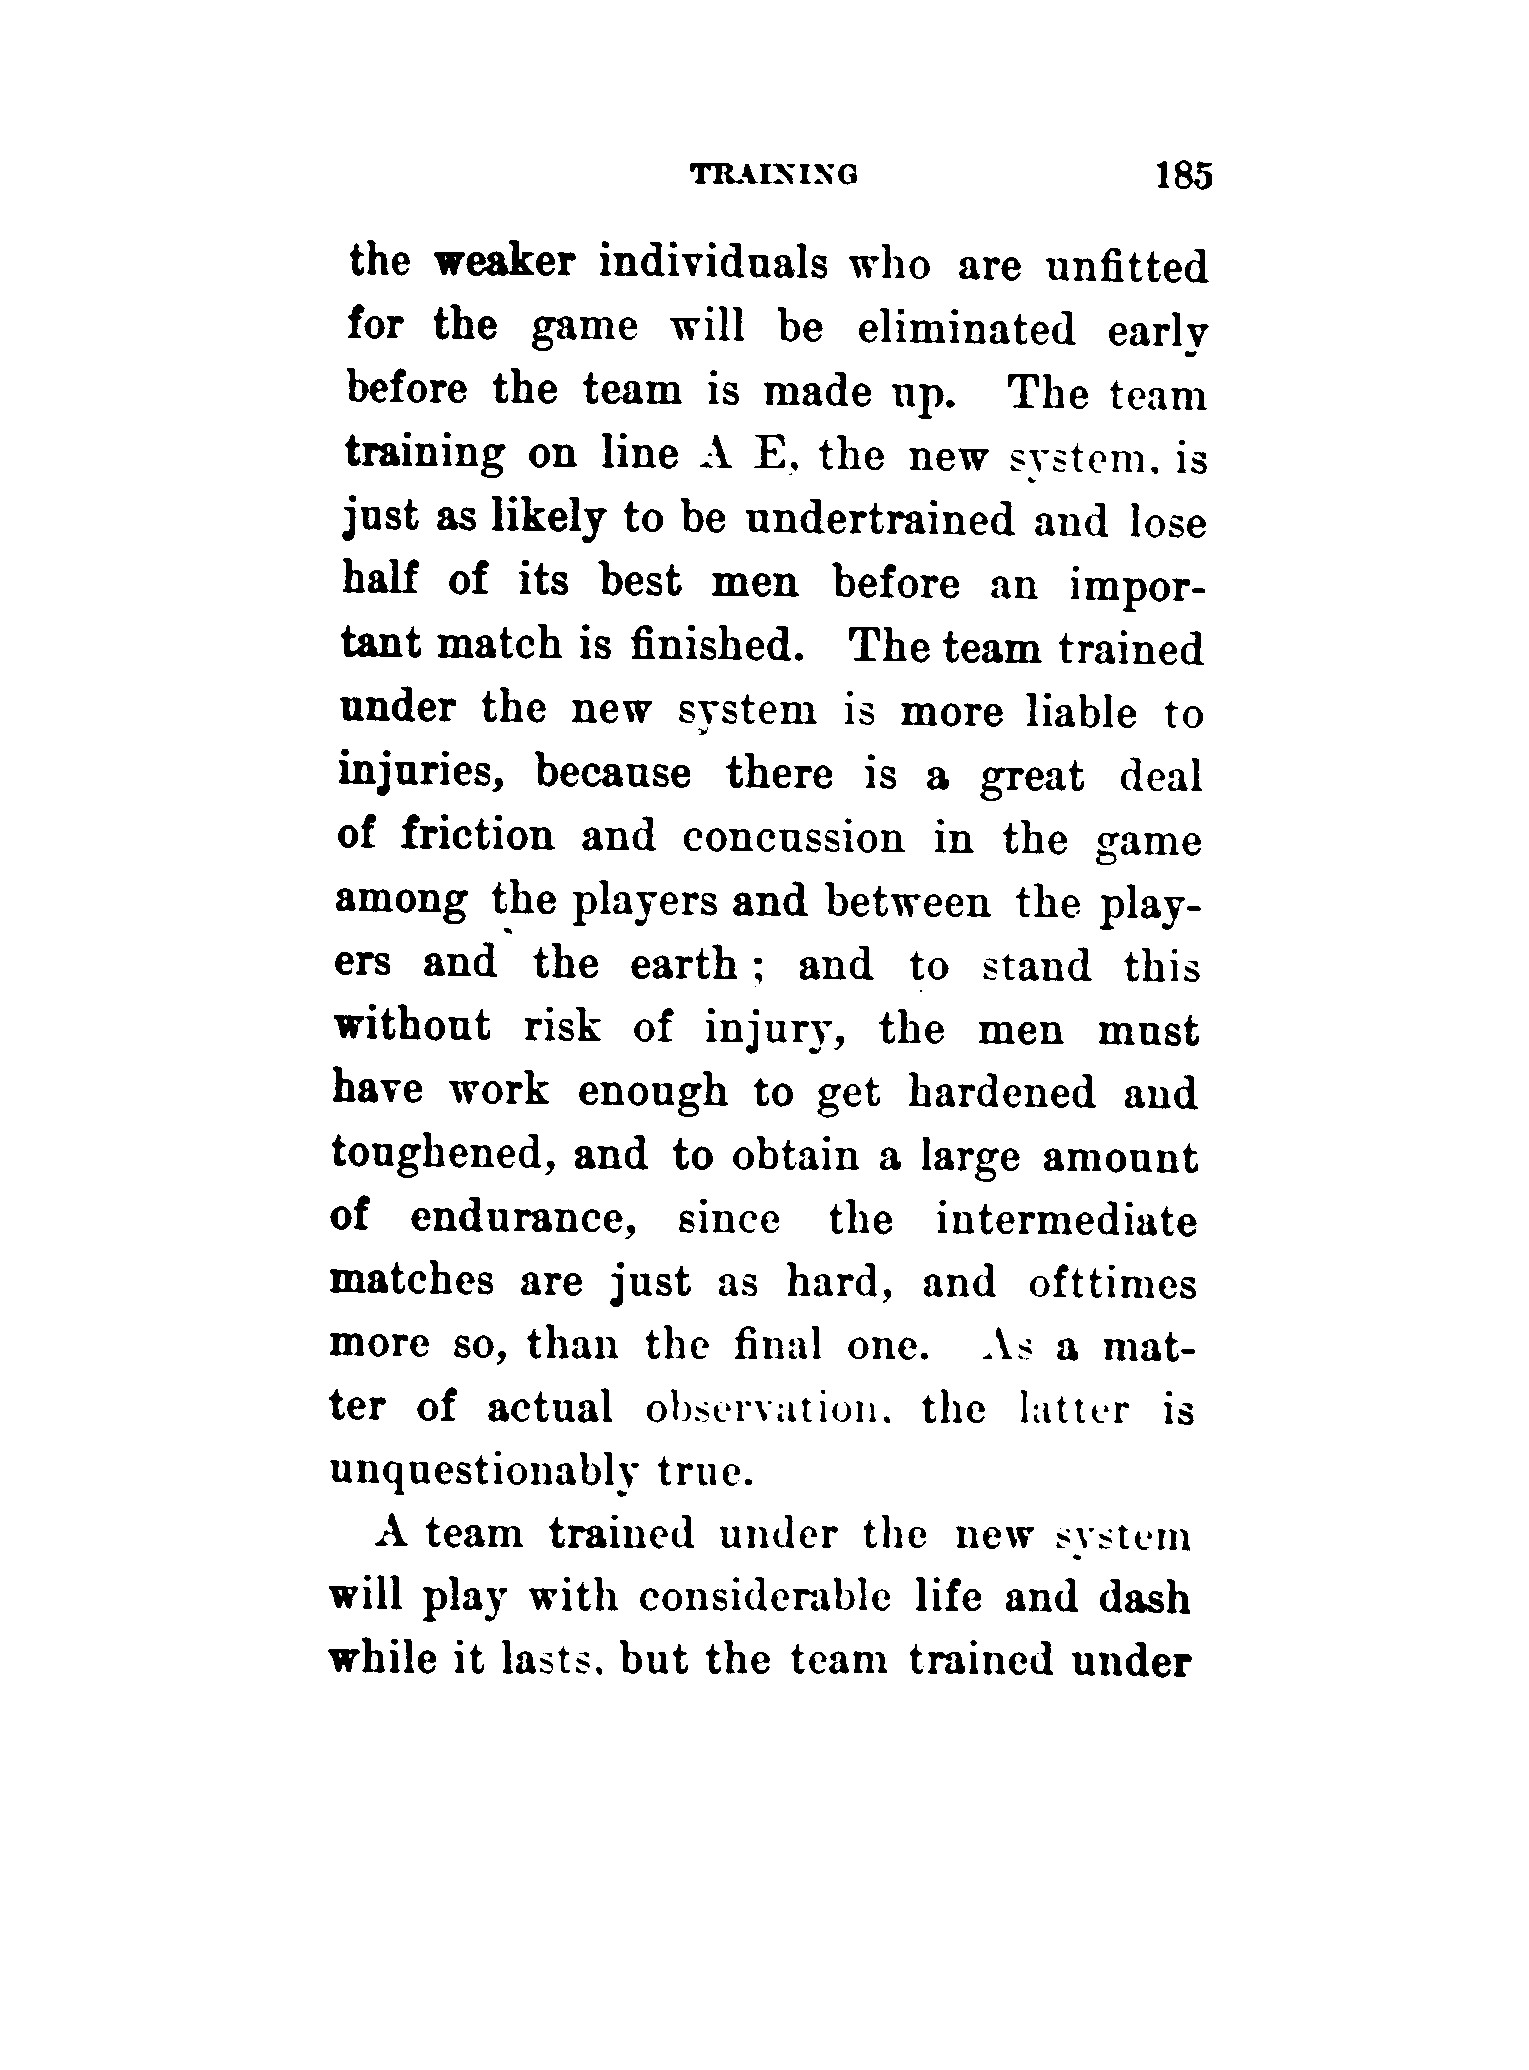 TRAINING 185
the weaker individuals who are unfitted
for the game will be eliminated early
before the team is made up. The team
training on line A E, the new system, is
just as likely to be undertrained and lose
half of its best men before an impor-
tant match is finished. The team trained
under the new system is more liable to
injuries, because there is a great deal
of friction and concussion in the game
among the players and between the play-
ers and the earth ; and to stand this
without risk of injury, the men must
have work enough to get hardened and
toughened, and to obtain a large amount
of endurance, since the intermediate
matches are just as hard, and ofttimes
more so, than the final one. As a mat-
ter of actual observation, the latter is
unquestionably true.
A team trained under the new system
will play with considerable life and dash
while it lasts, but the team trained under